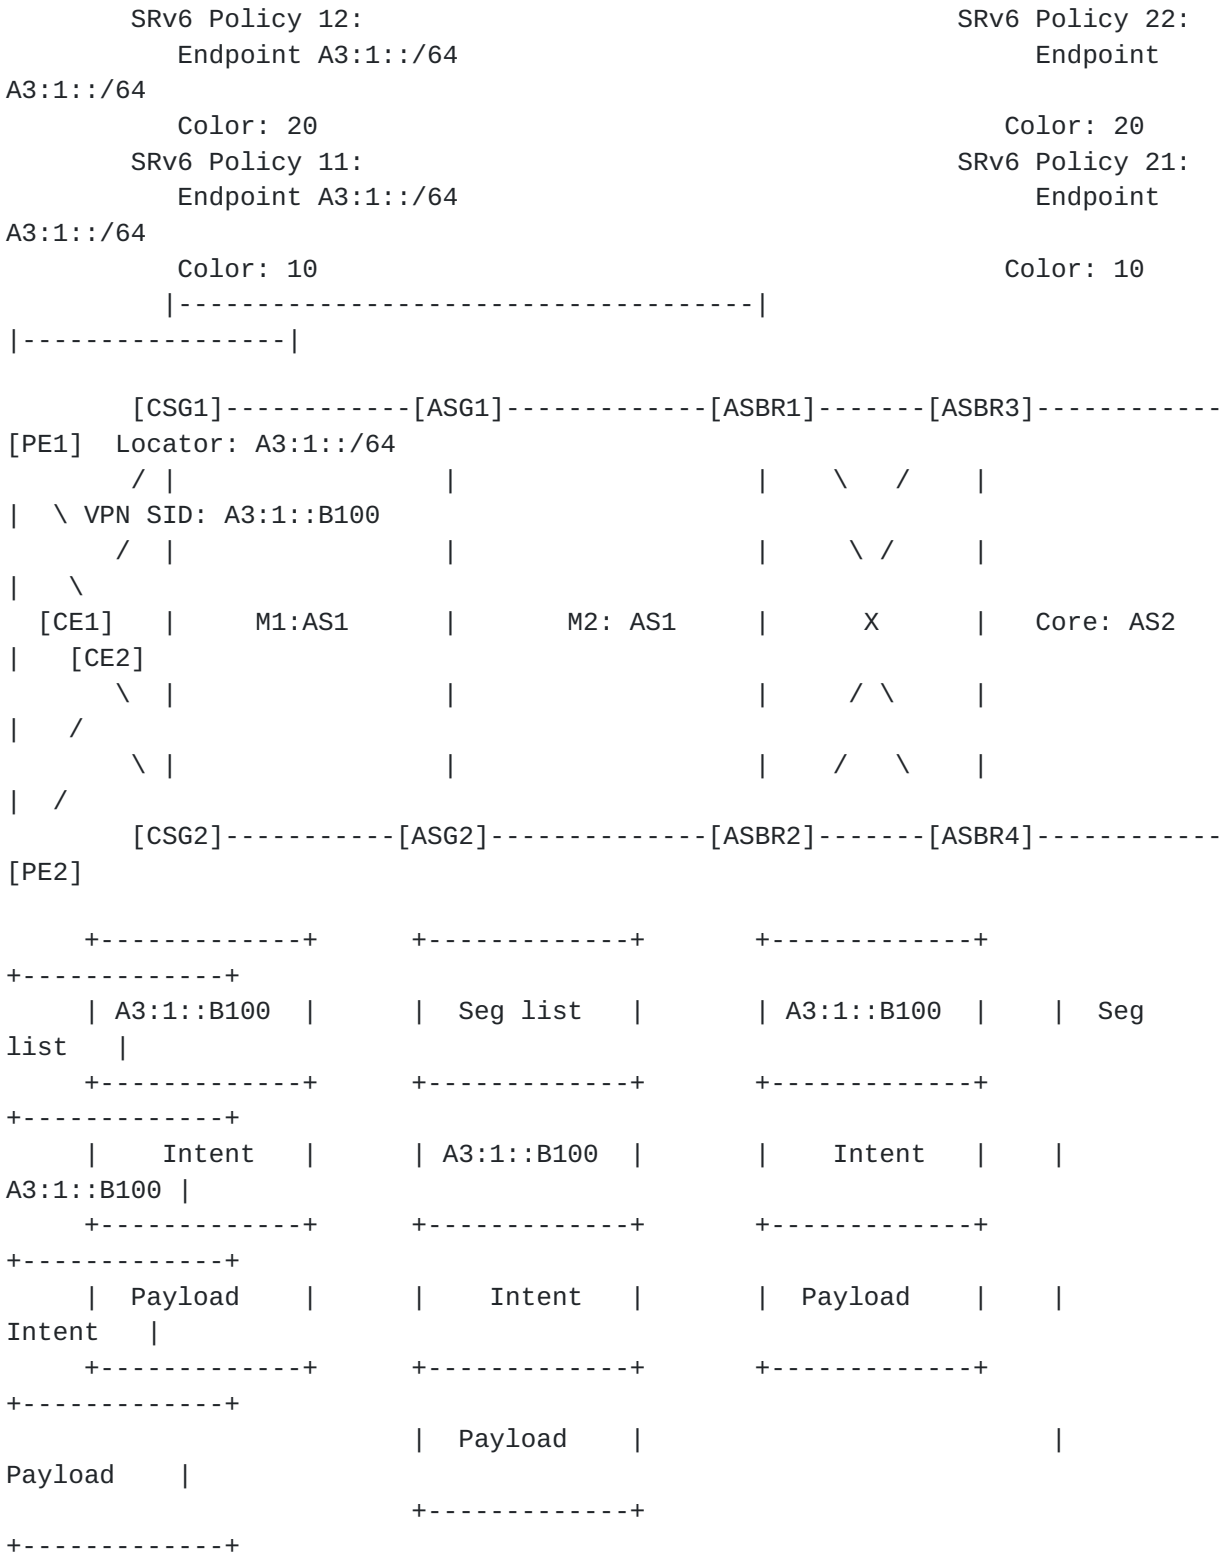 SRv6 Policy 12:                                      SRv6 Policy 22:
           Endpoint A3:1::/64                                     Endpoint
A3:1::/64
           Color: 20                                            Color: 20
        SRv6 Policy 11:                                      SRv6 Policy 21:
           Endpoint A3:1::/64                                     Endpoint
A3:1::/64
           Color: 10                                            Color: 10
          |-------------------------------------|
|-----------------|

        [CSG1]------------[ASG1]-------------[ASBR1]-------[ASBR3]------------
[PE1]  Locator: A3:1::/64
        / |                 |                   |    \   /    |
|  \ VPN SID: A3:1::B100
       /  |                 |                   |     \ /     |
|   \
  [CE1]   |     M1:AS1      |       M2: AS1     |      X      |   Core: AS2
|   [CE2]
       \  |                 |                   |     / \     |
|   /
        \ |                 |                   |    /   \    |
|  /
        [CSG2]-----------[ASG2]--------------[ASBR2]-------[ASBR4]------------
[PE2]

     +-------------+      +-------------+       +-------------+
+-------------+
     | A3:1::B100  |      |  Seg list   |       | A3:1::B100  |    |  Seg
list   |
     +-------------+      +-------------+       +-------------+
+-------------+
     |    Intent   |      | A3:1::B100  |       |    Intent   |    |
A3:1::B100 |
     +-------------+      +-------------+       +-------------+
+-------------+
     |  Payload    |      |    Intent   |       |  Payload    |    |
Intent   |
     +-------------+      +-------------+       +-------------+
+-------------+
                          |  Payload    |                          |
Payload    |
                          +-------------+
+-------------+